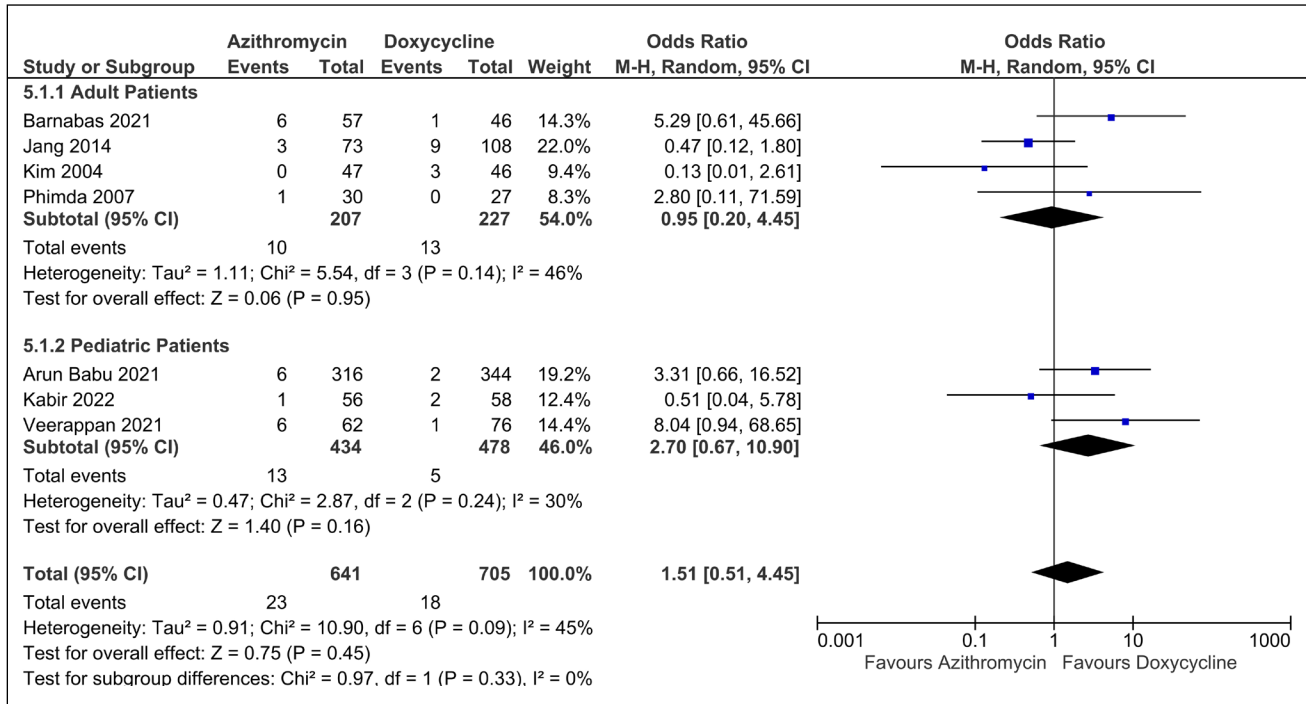 Azithromycin Doxycycline Odds Ratio Odds Ratio
Study or Subgroup Events Total Events Total Weight M-H, Random, 95% CI M-H, Random, 95% CI
5.1.1 Adult Patients
Barnabas 2021 6 57 1 46 14.3% 5.29 [0.61, 45.66]
Jang 2014 3 73 9 108 22.0% 0.47 [0.12, 1.80]
Kim 2004 0 47 3 46 9.4% 0.13 [0.01, 2.61]
Phimda 2007 1 30 0 27 8.3% 2.80 [0.11, 71.59]
Subtotal (95% CI) 207 227 54.0% 0.95 [0.20, 4.45]
Total events 10 13
Heterogeneity: Tau² = 1.11; Chi² = 5.54, df = 3 (P = 0.14); I² = 46%
Test for overall effect: Z = 0.06 (P = 0.95)
5.1.2 Pediatric Patients
Arun Babu 2021 6 316 2 344 19.2% 3.31 [0.66, 16.52]
Kabir 2022 1 56 2 58 12.4% 0.51 [0.04, 5.78]
Veerappan 2021 6 62 1 76 14.4% 8.04 [0.94, 68.65]
Subtotal (95% CI) 434 478 46.0% 2.70 [0.67, 10.90]
Total events 13 5
Heterogeneity: Tau² = 0.47; Chi² = 2.87, df = 2 (P = 0.24); I² = 30%
Test for overall effect: Z = 1.40 (P = 0.16)
Total (95% CI) 641 705 100.0% 1.51 [0.51, 4.45]
Total events 23 18
Heterogeneity: Tau² = 0.91; Chi² = 10.90, df = 6 (P = 0.09); I² = 45%
Test for overall effect: Z = 0.75 (P = 0.45)
Test for subgroup differences: Chi² = 0.97, df = 1 (P = 0.33), I² = 0%
0.001 0.1 1 10 1000
Favours Azithromycin Favours Doxycycline